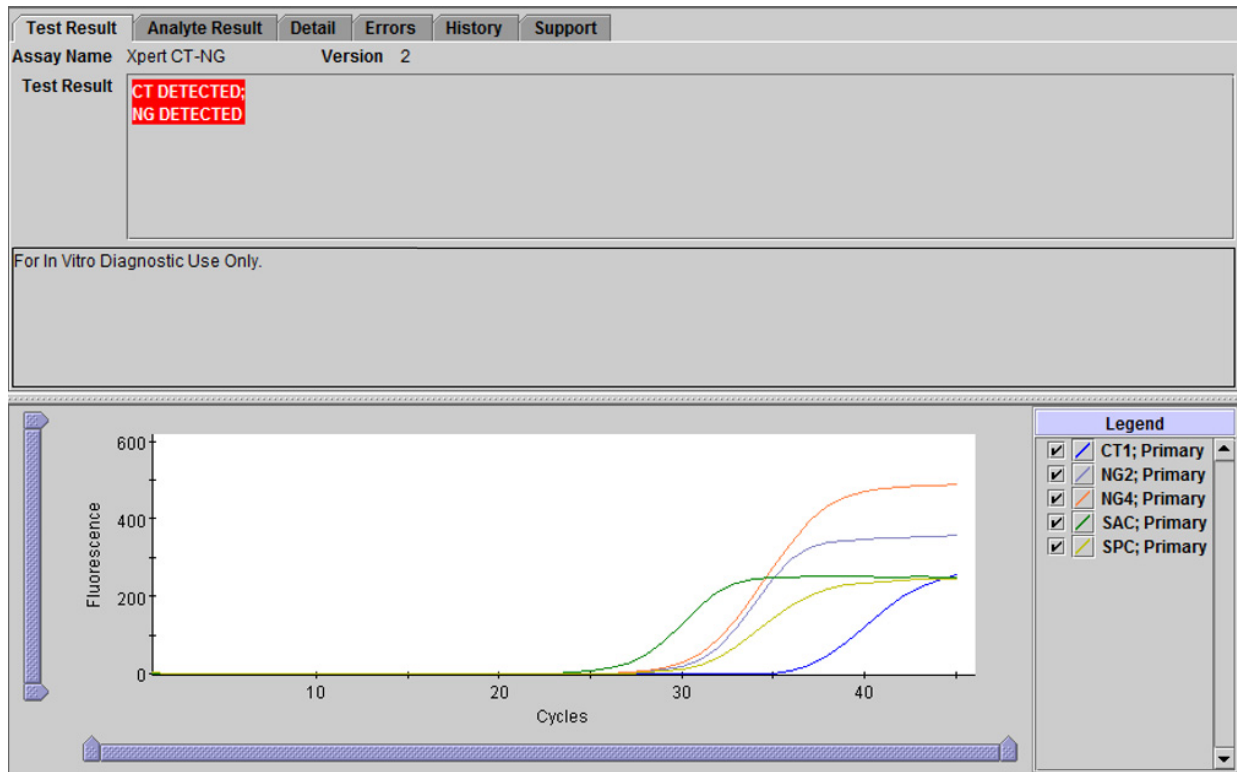 Test Result Analyte Result Detail Errors History Support
Assay Name Xpert CT-NG Version 2
Test Result CT DETECTED;
NG DETECTED
For In Vitro Diagnostic Use Only.
600
400
200
0
Fluorescence
10 20 30 40
Cycles
Legend
CT1; Primary
NG2; Primary
NG4; Primary
SAC; Primary
SPC; Primary